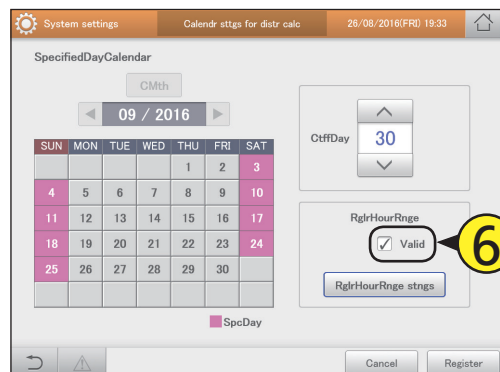 System settings Calendr sttgs for distr calc 26/08/2016(FRI) 19:33
SpecifiedDayCalendar
CMth
09 / 2016
SUN MON TUE WED THU FRI SAT
1 2 3
4 5 6 7 8 9 10
11 12 13 14 15 16 17
18 19 20 21 22 23 24
25 26 27 28 29 30
SpcDay
CtffDay 30
RglrHourRnge
Valid 6
RglrHourRnge stngs
Cancel Register